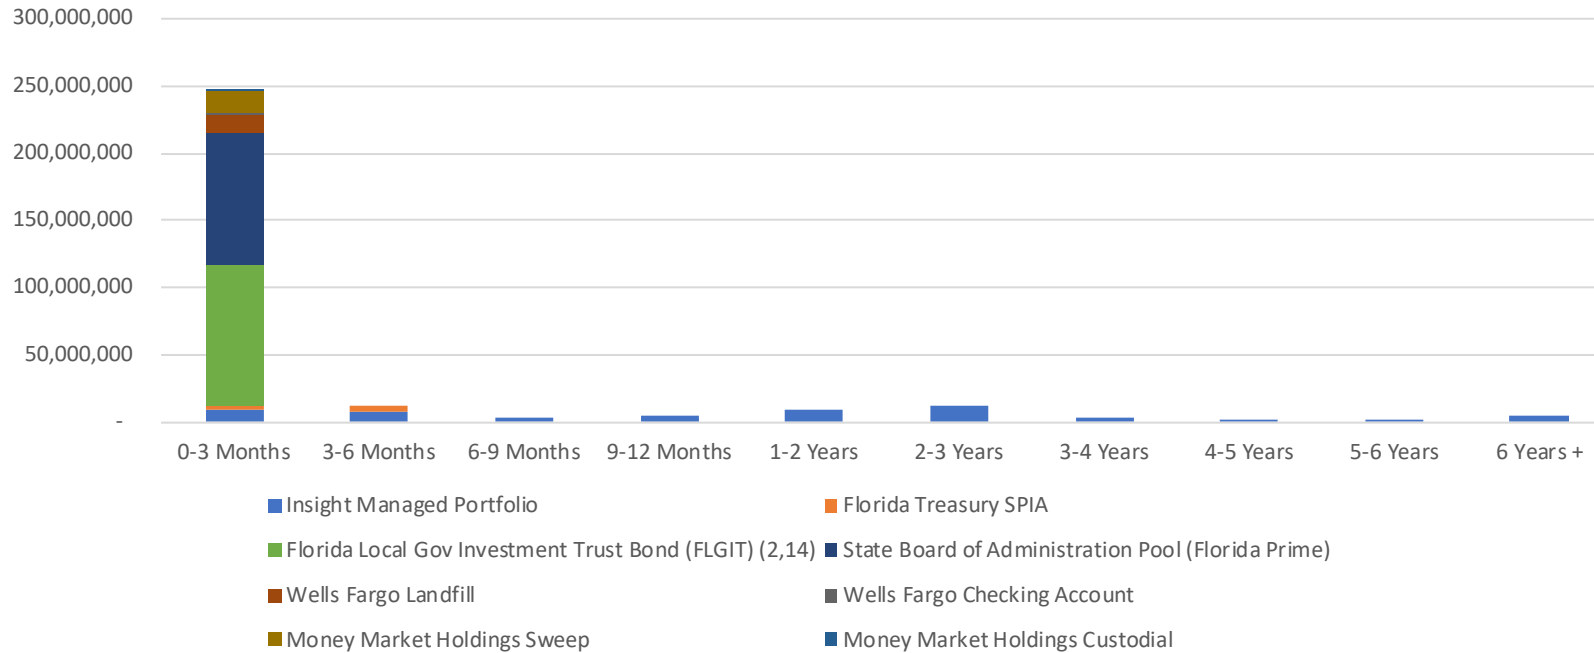 300,000,000
250,000,000
200,000,000
150,000,000
100,000,000
50,000,000
-
0-3 Months 3-6 Months 6-9 Months 9-12 Months 1-2 Years 2-3 Years 3-4 Years 4-5 Years 5-6 Years 6 Years +
Insight Managed Portfolio Florida Treasury SPIA
Florida Local Gov Investment Trust Bond (FLGIT) (2,14) State Board of Administration Pool (Florida Prime)
Wells Fargo Landfill Wells Fargo Checking Account
Money Market Holdings Sweep Money Market Holdings Custodial